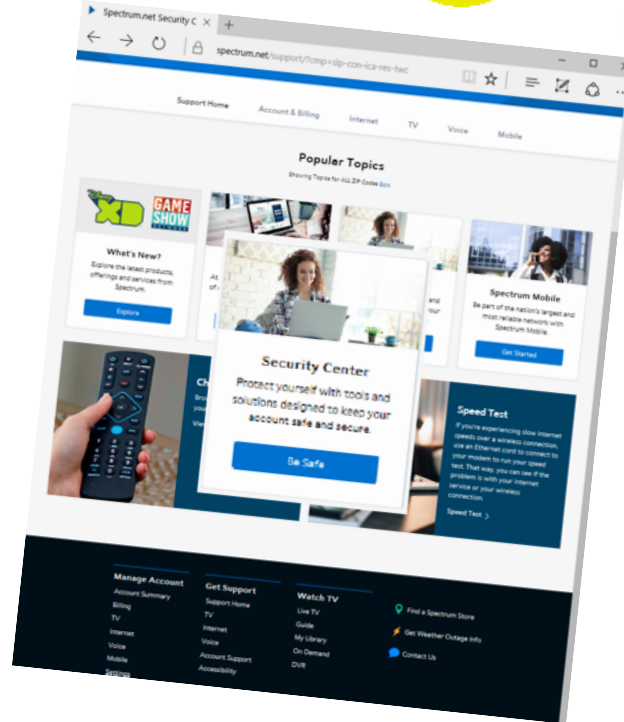 Spectrum.net Security C
spectrum.net/support/?cmp=slp-con-ica-res-twc
Support Home
Account & Billing
Internet
TV
Voice
Mobile
Popular Topics
Showing Topics for ALL ZIP Codes Edit
Disney
XD
GAME
SHOW
NETWORK
What's New?
Explore the latest products,
offerings and services from
Spectrum.
Explore
At
of
Security Center
Protect yourself with tools and
solutions designed to keep your
account safe and secure.
Be Safe
and
your
Spectrum Mobile
Be part of the nation's largest and
most reliable network with
Spectrum Mobile.
Get Started
Ch
you
Speed Test
If you're experiencing slow internet
speeds over a wireless connection,
use an Ethernet cord to connect to
your modem to run your speed
test. That way, you can see if the
problem is with your internet
service or your wireless
connection.
Speed Test >
Manage Account
Account Summary
Billing
TV
Internet
Voice
Mobile
Settings
Get Support
Support Home
TV
Internet
Voice
Account Support
Accessibility
Watch TV
Live TV
Guide
My Library
On Demand
DVR
Find a Spectrum Store
Get Weather Outage Info
Contact Us